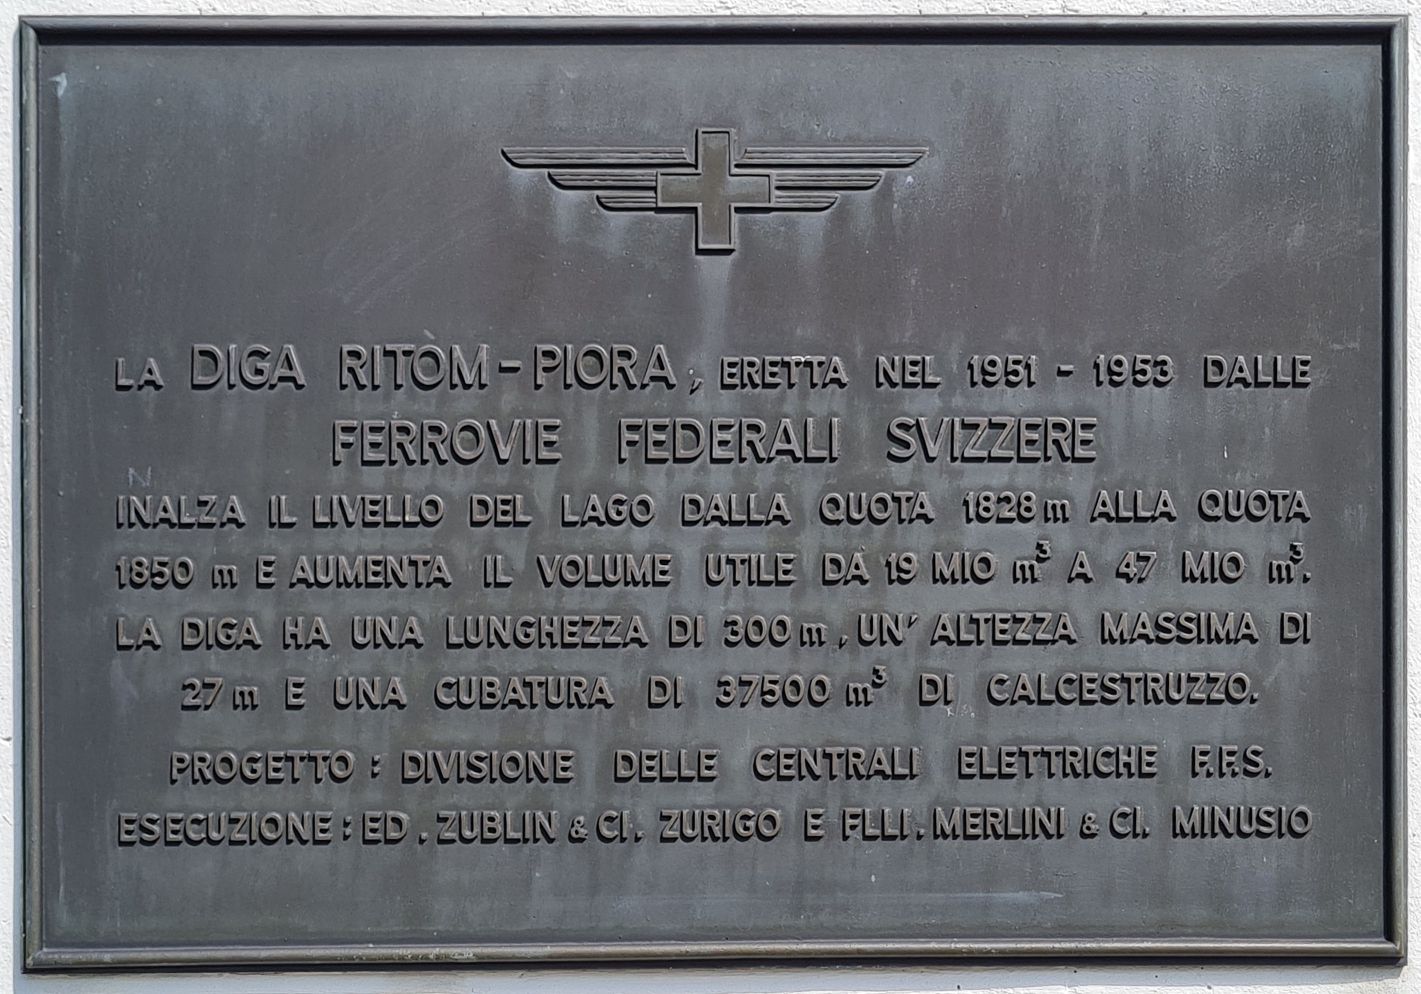 LA DIGA RITOM - PIORA, ERETTA NEL 1951 - 1953 DALLE
FERROVIE FEDERALI SVIZZERE
N
INALZA IL LIVELLO DEL LAGO DALLA QUOTA 1828 m ALLA QUOTA
1850 m E AUMENTA IL VOLUME UTILE DA 19 MIO m³ A 47 MIO m³.
LA DIGA HA UNA LUNGHEZZA DI 300 m, UN' ALTEZZA MASSIMA DI
27 m E UNA CUBATURA DI 37500 m³ DI CALCESTRUZZO.
PROGETTO: DIVISIONE DELLE CENTRALI ELETTRICHE F.F.S.
ESECUZIONE: ED. ZUBLIN & CI. ZURIGO E FLLI. MERLINI & CI. MINUSIO